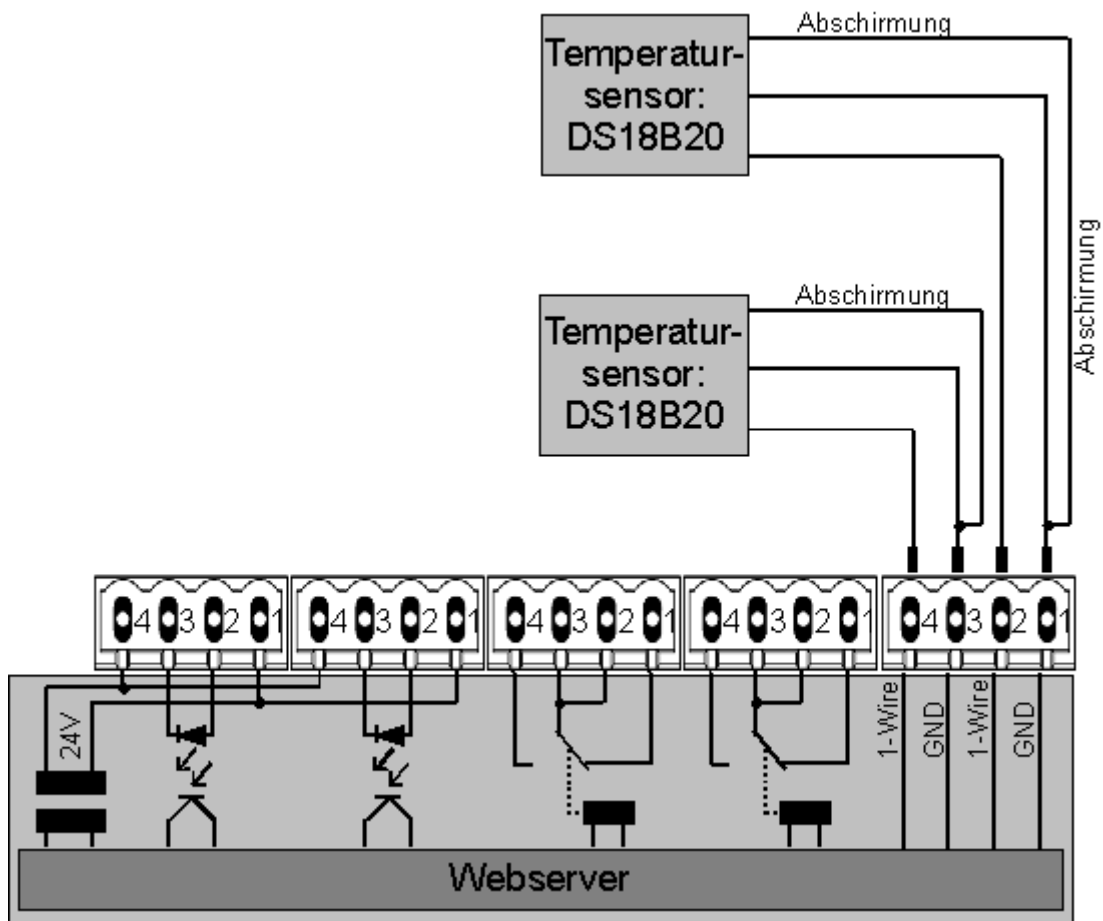 Abschirmung
Temperatur-
sensor:
DS18B20
Abschirmung
Abschirmung
Temperatur-
sensor:
DS18B20
4 3 2 1 4 3 2 1 4 3 2 1 4 3 2 1 4 3 2 1
24V
1-Wire
GND
1-Wire
GND
Webserver